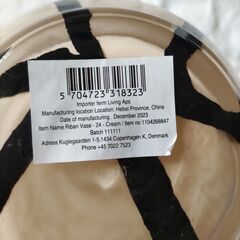 5 704723 318323
Importer ferm Living Aps
Manufacturing location Location: Hebei Province, China
Date of manufacturing : December 2023
Item Name Riban Vase - 24 - Cream / Item no 1104268847
Batch 111111
Adress Kuglegaarden 1-5,1434 Copenhagen K, Denmark
Phone +45 7022 7523